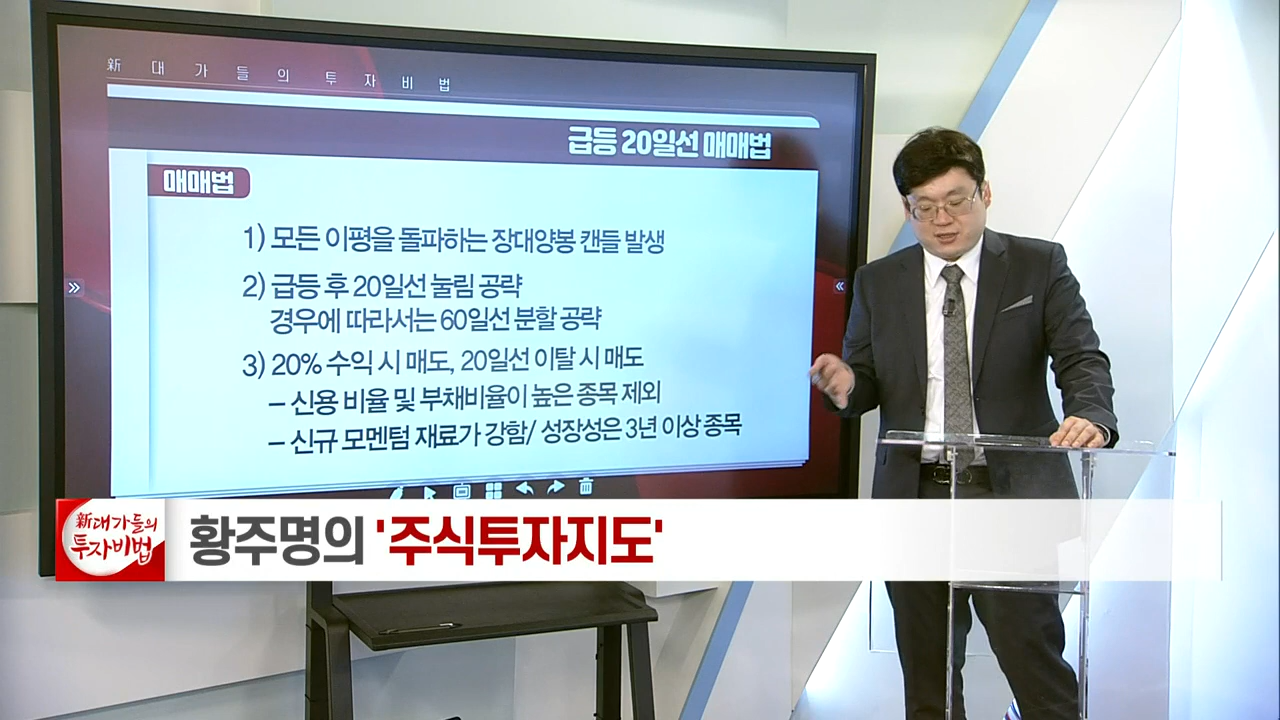 新 대 가 들 의 투 자 비 법
급등 20일선 매매법
매매법
1) 모든 이평을 돌파하는 장대양봉 캔들 발생
2) 급등 후 20일선 눌림 공략
경우에 따라서는 60일선 분할 공략
3) 20% 수익 시 매도, 20일선 이탈 시 매도
– 신용 비율 및 부채비율이 높은 종목 제외
– 신규 모멘텀 재료가 강함/ 성장성은 3년 이상 종목
新대가들의
투자비법
황주명의 '주식투자지도'